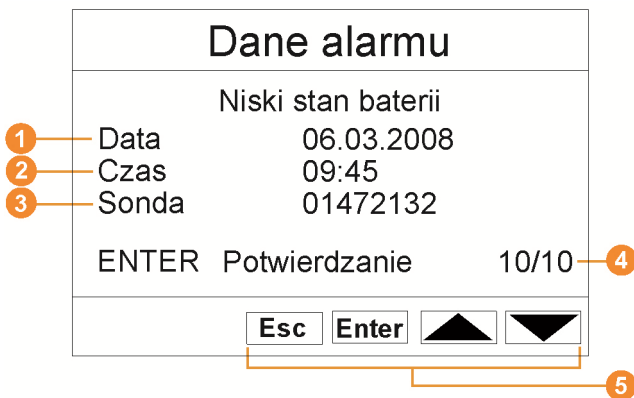 Dane alarmu
Niski stan baterii
1 Data 06.03.2008
2 Czas 09:45
3 Sonda 01472132
ENTER Potwierdzanie 10/10 4
Esc Enter
5